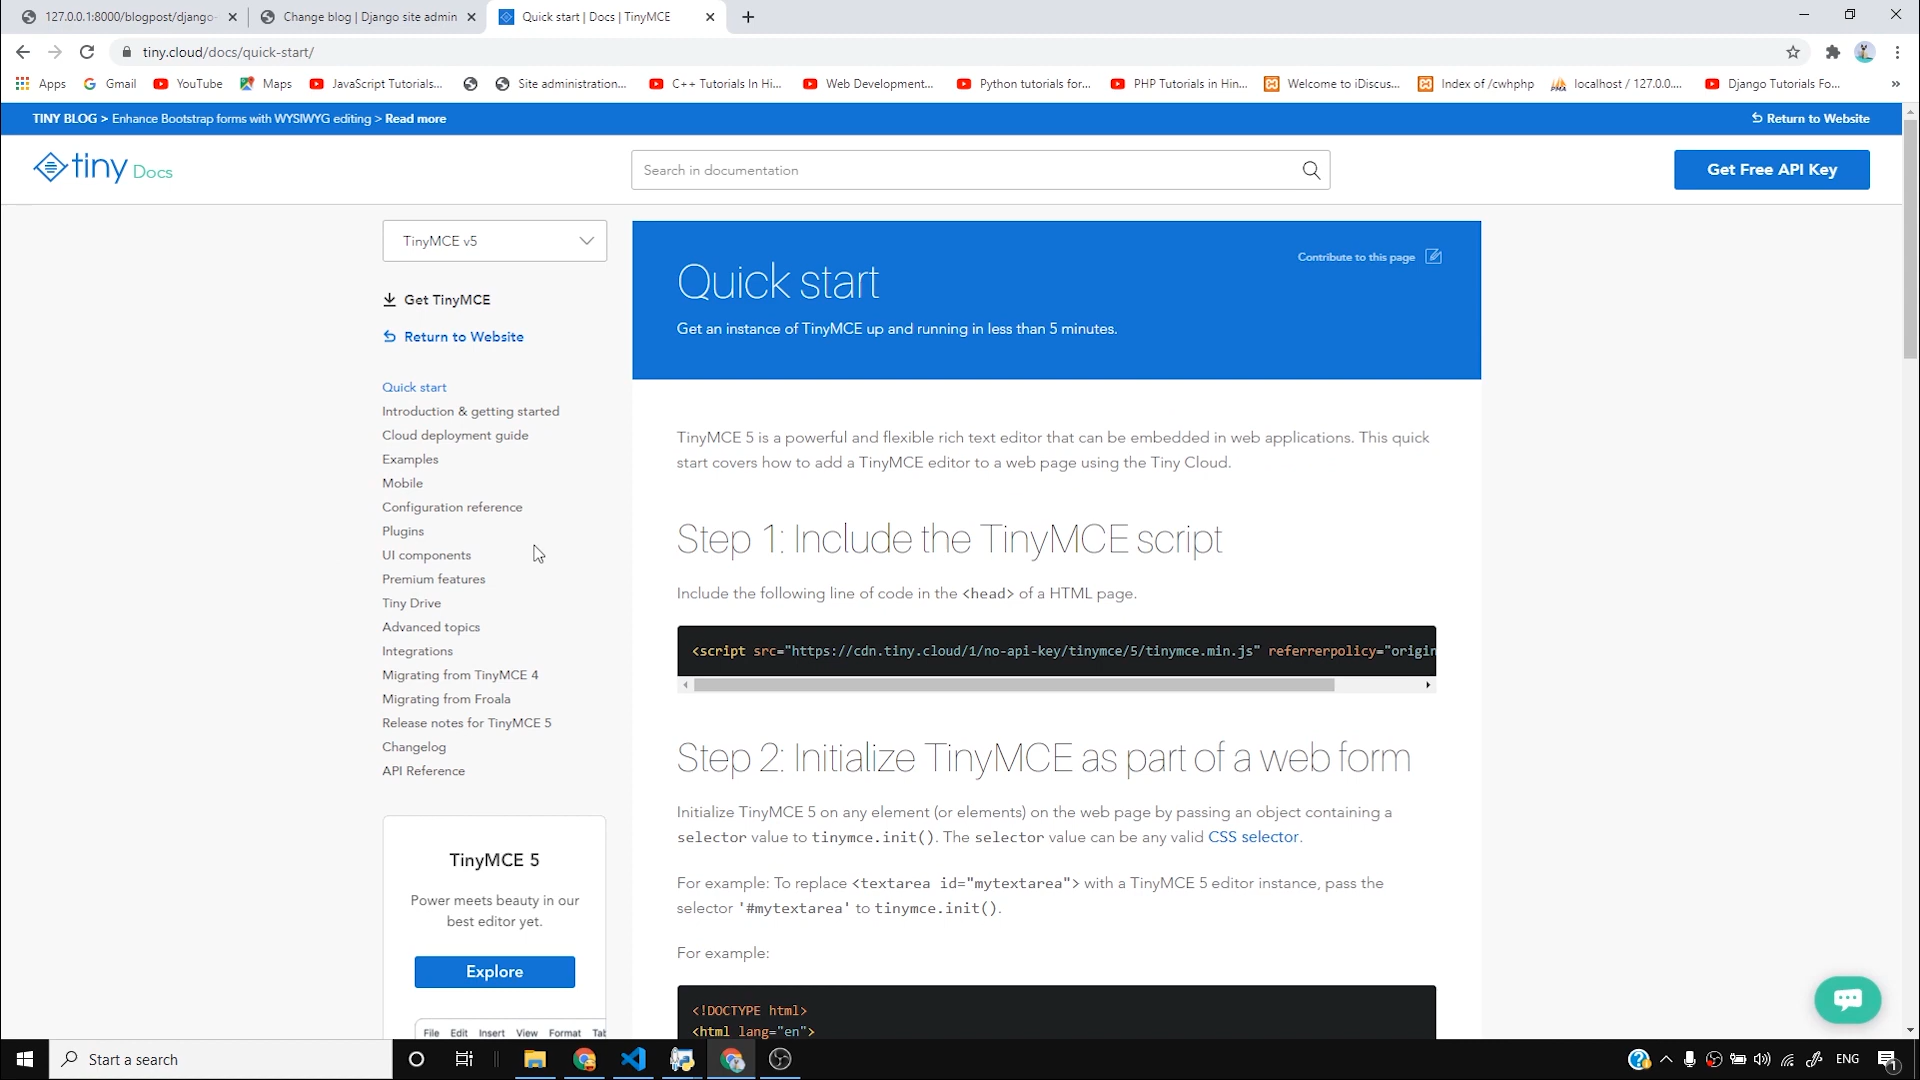 127.0.0.1:8000/blogpost/django-
Change blog | Django site admin
Quick start | Docs | TinyMCE
tiny.cloud/docs/quick-start/
Apps
Gmail
YouTube
Maps
JavaScript Tutorials...
Site administration...
C++ Tutorials In Hi...
Web Development...
Python tutorials for...
PHP Tutorials in Hin...
Welcome to iDiscus...
Index of /cwhphp
localhost / 127.0.0....
Django Tutorials Fo...
»
TINY BLOG > Enhance Bootstrap forms with WYSIWYG editing > Read more
Return to Website
tiny Docs
Search in documentation
Get Free API Key
TinyMCE v5
Get TinyMCE
Return to Website
Quick start
Introduction & getting started
Cloud deployment guide
Examples
Mobile
Configuration reference
Plugins
UI components
Premium features
Tiny Drive
Advanced topics
Integrations
Migrating from TinyMCE 4
Migrating from Froala
Release notes for TinyMCE 5
Changelog
API Reference
TinyMCE 5
Power meets beauty in our
best editor yet.
Explore
File Edit Insert View Format Tab
Contribute to this page
Quick start
Get an instance of TinyMCE up and running in less than 5 minutes.
TinyMCE 5 is a powerful and flexible rich text editor that can be embedded in web applications. This quick
start covers how to add a TinyMCE editor to a web page using the Tiny Cloud.
Step 1: Include the TinyMCE script
Include the following line of code in the <head> of a HTML page.
<script src="https://cdn.tiny.cloud/1/no-api-key/tinymce/5/tinymce.min.js" referrerpolicy="origin
Step 2: Initialize TinyMCE as part of a web form
Initialize TinyMCE 5 on any element (or elements) on the web page by passing an object containing a
selector value to tinymce.init(). The selector value can be any valid CSS selector.
For example: To replace <textarea id="mytextarea"> with a TinyMCE 5 editor instance, pass the
selector '#mytextarea' to tinymce.init().
For example:
<!DOCTYPE html>
<html lang="en">
Start a search
ENG
1